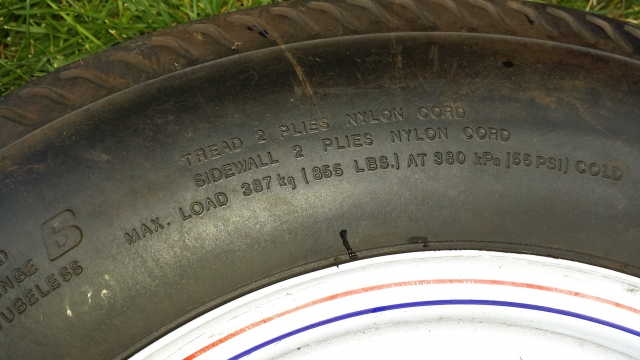 TREAD 2 PLIES NYLON CORD
SIDEWALL 2 PLIES NYLON CORD
MAX. LOAD 387 kg [855 LBS.] AT 380 kPa [55 PSI] COLD
B
TUBELESS